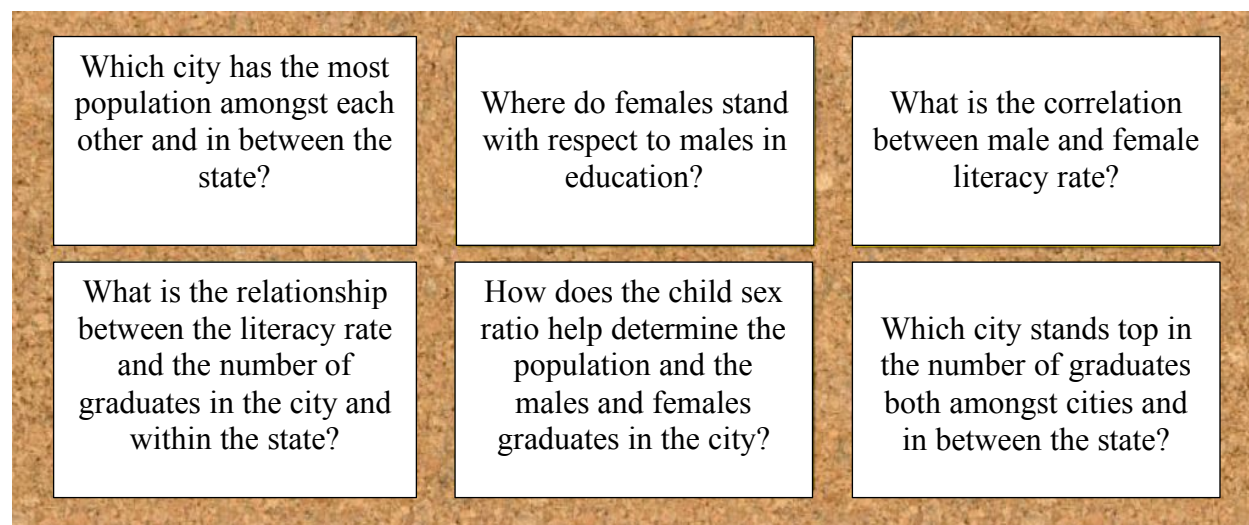 Which city has the most
population amongst each
other and in between the
state?
Where do females stand
with respect to males in
education?
What is the correlation
between male and female
literacy rate?
What is the relationship
between the literacy rate
and the number of
graduates in the city and
within the state?
How does the child sex
ratio help determine the
population and the
males and females
graduates in the city?
Which city stands top in
the number of graduates
both amongst cities and
in between the state?